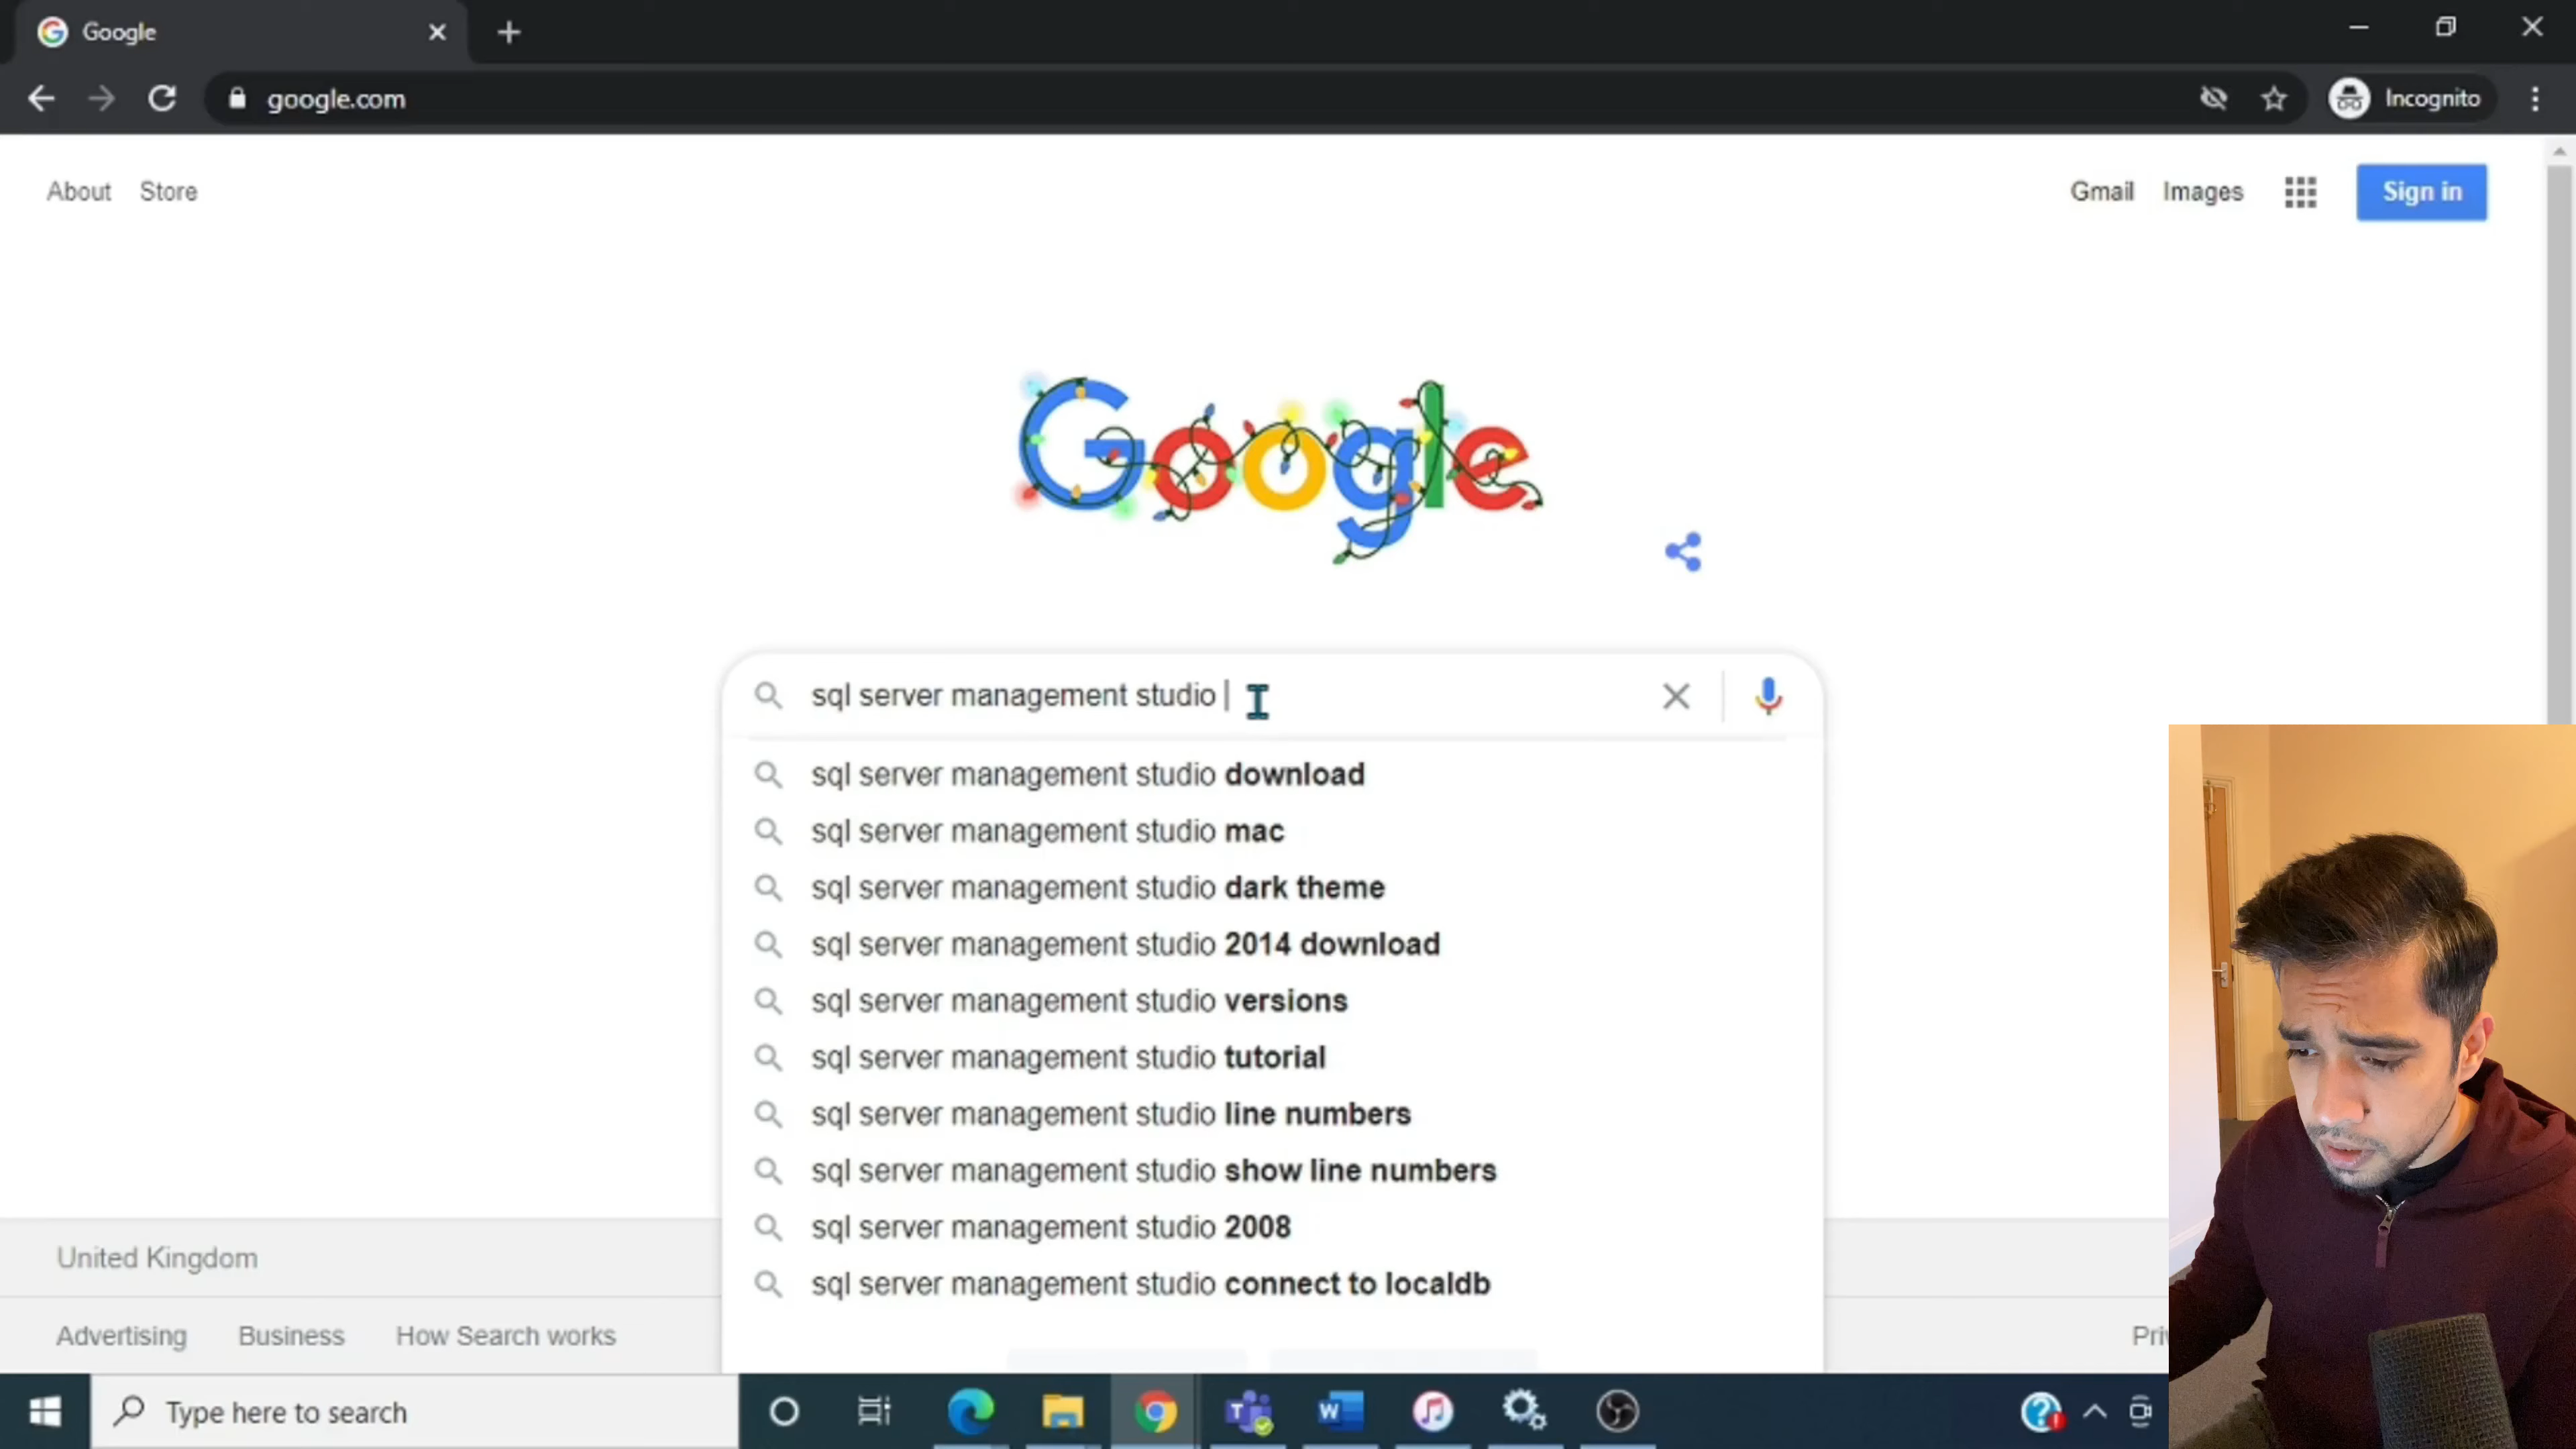 Google
google.com
Incognito
About Store
Gmail Images Sign in
Google
sql server management studio
sql server management studio download
sql server management studio mac
sql server management studio dark theme
sql server management studio 2014 download
sql server management studio versions
sql server management studio tutorial
sql server management studio line numbers
sql server management studio show line numbers
sql server management studio 2008
sql server management studio connect to localdb
United Kingdom
Advertising Business How Search works
Type here to search